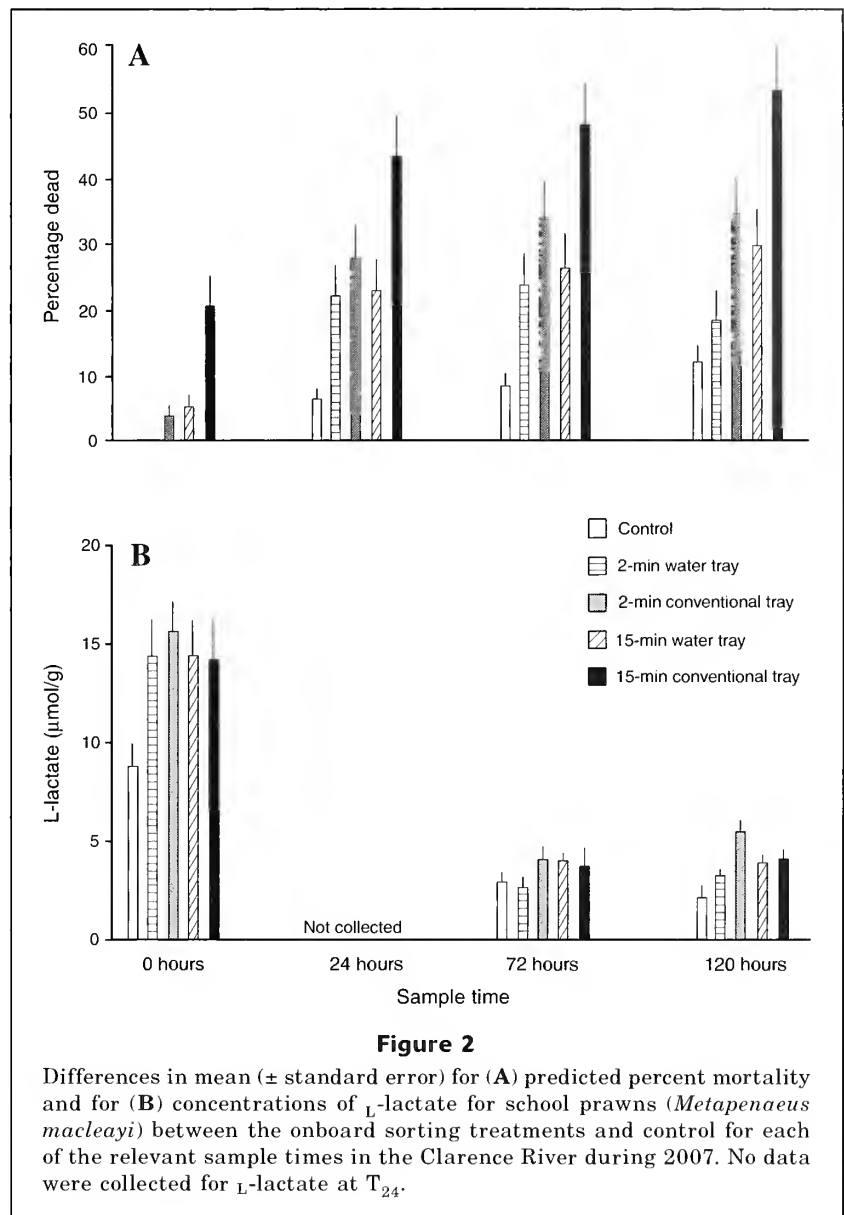 A
60
50
40
30
20
10
0
Percentage dead
B
20
15
10
5
0
L-lactate (µmol/g)
Control
2-min water tray
2-min conventional tray
15-min water tray
15-min conventional tray
Not collected
0 hours
24 hours
72 hours
120 hours
Sample time
Figure 2
Differences in mean (± standard error) for (A) predicted percent mortality
and for (B) concentrations of L-lactate for school prawns (Metapenaeus
macleayi) between the onboard sorting treatments and control for each
of the relevant sample times in the Clarence River during 2007. No data
were collected for L-lactate at T24.